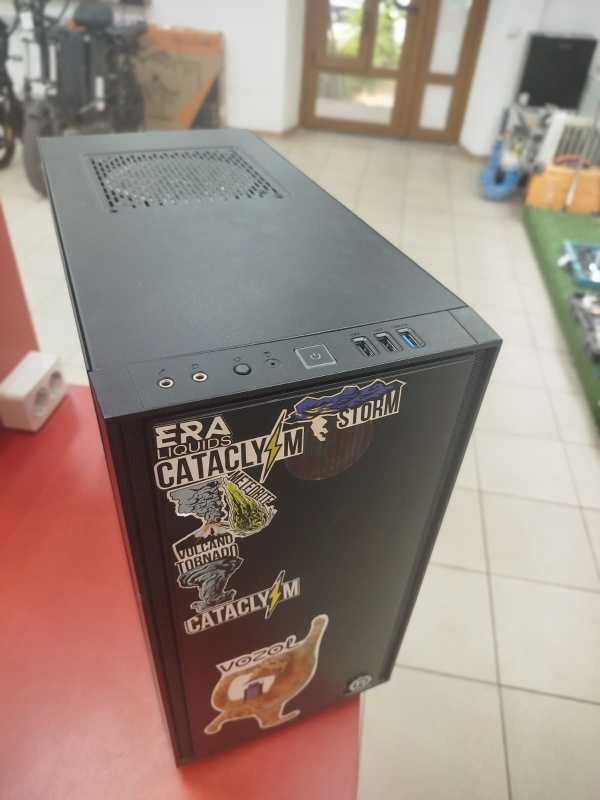 ERA
LIQUIDS
CATACLYSM
STORM
METEORITE
VOLCANO
TORNADO
CATACLYSM
VOZOL